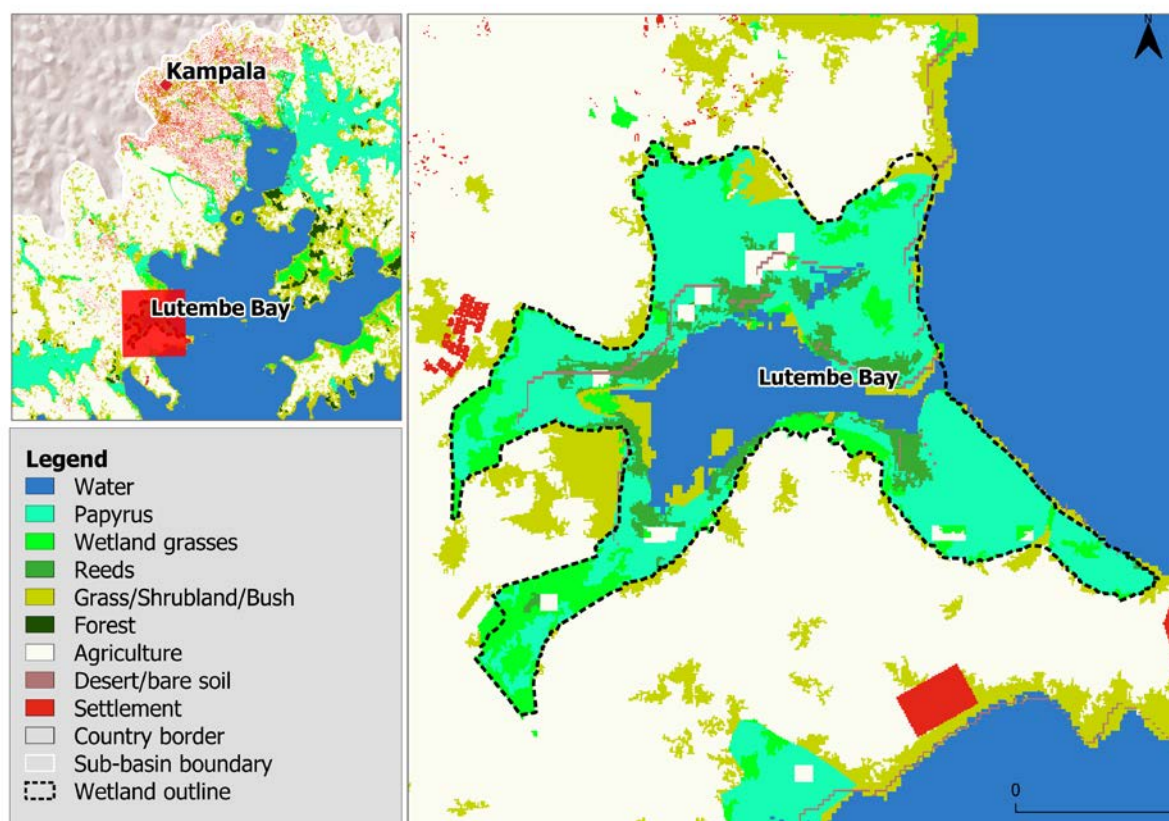 Kampala
Lutembe Bay
N
Lutembe Bay
0
Legend
Water
Papyrus
Wetland grasses
Reeds
Grass/Shrubland/Bush
Forest
Agriculture
Desert/bare soil
Settlement
Country border
Sub-basin boundary
Wetland outline